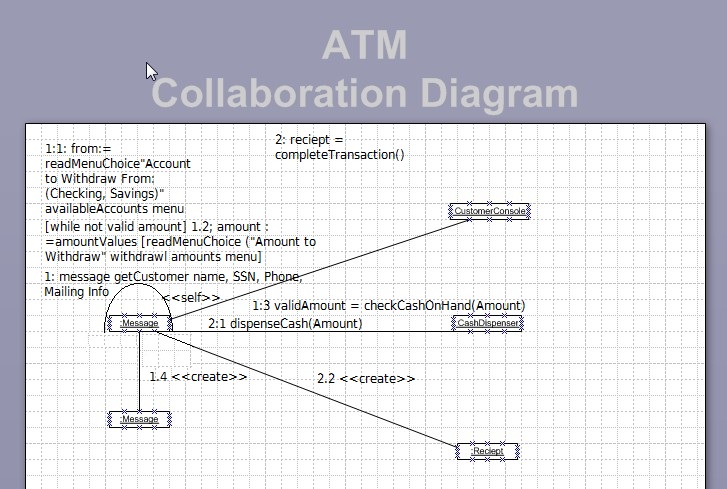 ATM
Collaboration Diagram
1:1: from:=
readMenuChoice"Account
to Withdraw From:
(Checking, Savings)"
availableAccounts menu
2: reciept =
completeTransaction()
CustomerConsole
[while not valid amount] 1.2; amount :
=amountValues [readMenuChoice ("Amount to
Withdraw" withdrawl amounts menu]
1: message getCustomer name, SSN, Phone,
Mailing Info
<<self>>
1:3 validAmount = checkCashOnHand(Amount)
:Message
2:1 dispenseCash(Amount)
:CashDispenser
1.4 <<create>>
2.2 <<create>>
:Message
:Reciept